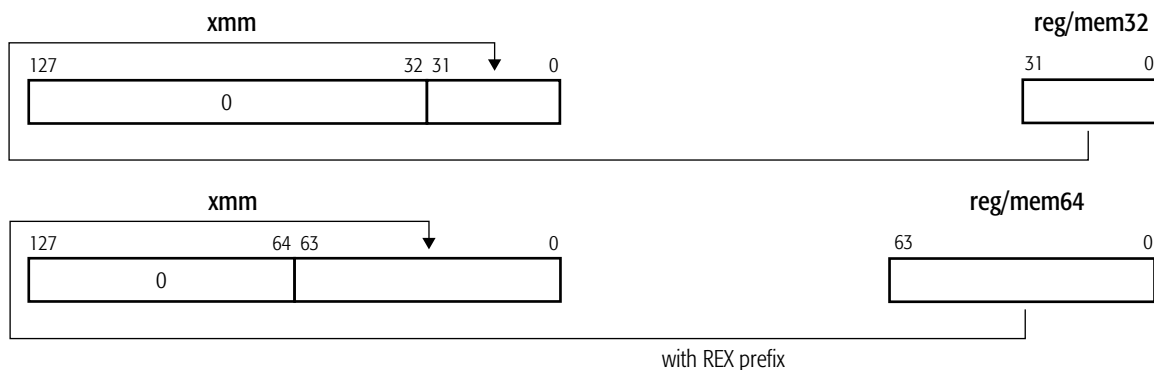 xmm reg/mem32
127 32 31 0 31 0
0
xmm reg/mem64
127 64 63 0 63 0
0
with REX prefix